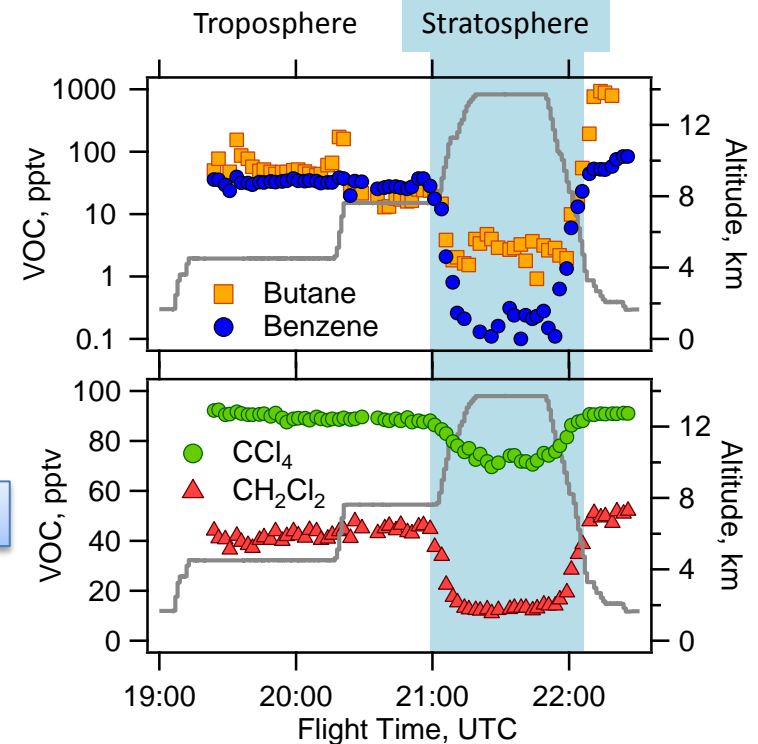 Troposphere Stratosphere
1000
100
10
1
0.1
VOC, pptv
Butane
Benzene
12
8
4
0
Altitude, km
100
80
60
40
20
0
VOC, pptv
CCl₄
CH₂Cl₂
12
8
4
0
Altitude, km
19:00 20:00 21:00 22:00
Flight Time, UTC